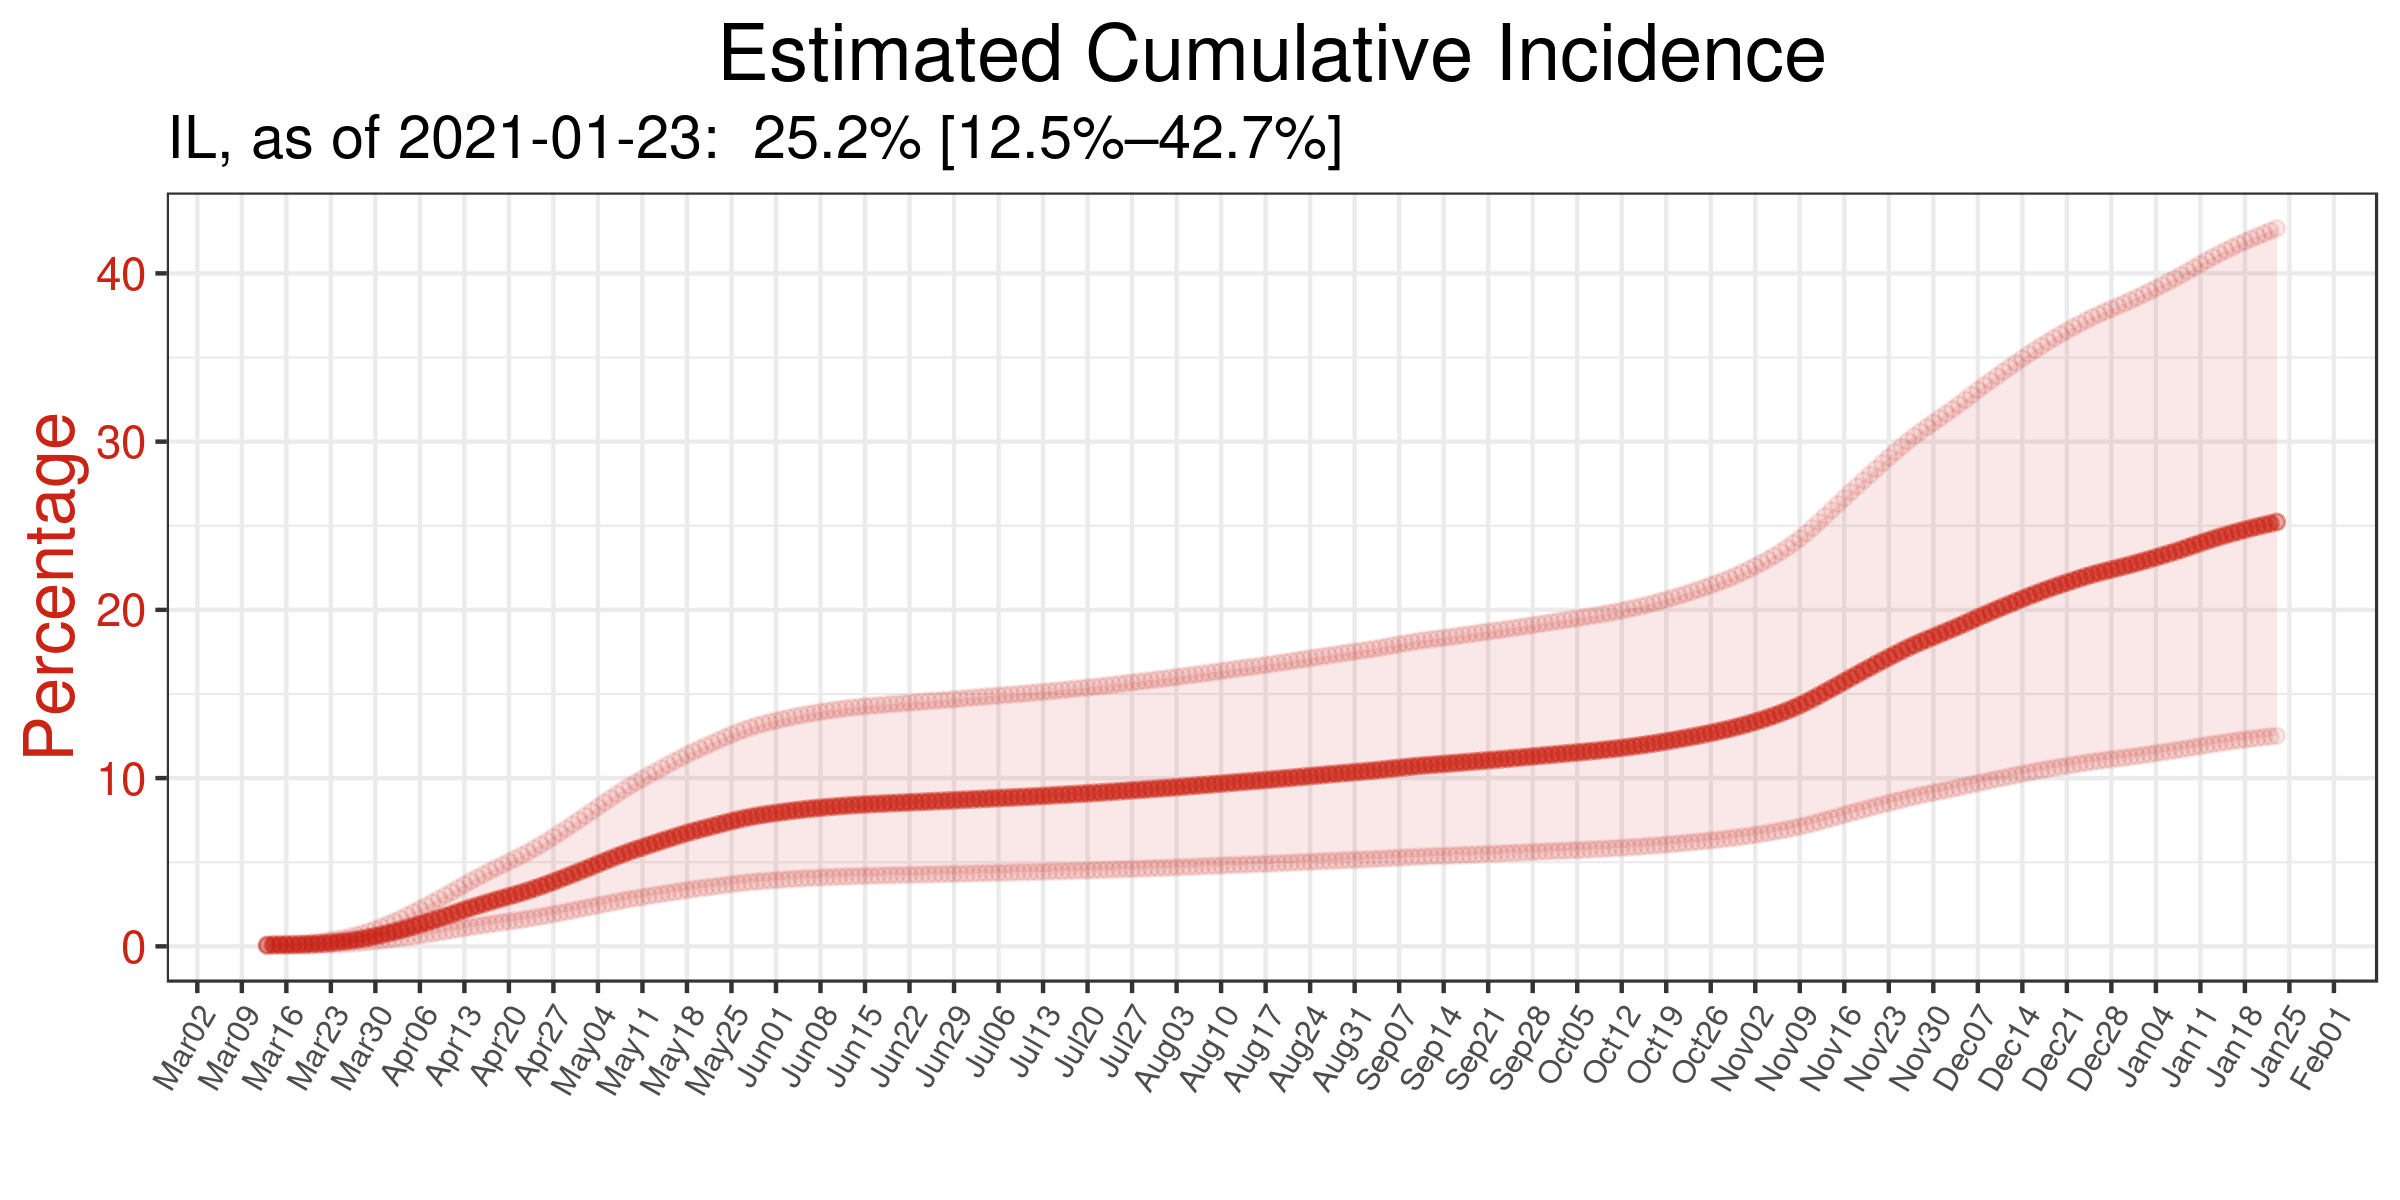 Estimated Cumulative Incidence
IL, as of 2021-01-23:  25.2% [12.5%–42.7%]
Percentage
40
30
20
10
0
Mar02
Mar09
Mar16
Mar23
Mar30
Apr06
Apr13
Apr20
Apr27
May04
May11
May18
May25
Jun01
Jun08
Jun15
Jun22
Jun29
Jul06
Jul13
Jul20
Jul27
Aug03
Aug10
Aug17
Aug24
Aug31
Sep07
Sep14
Sep21
Sep28
Oct05
Oct12
Oct19
Oct26
Nov02
Nov09
Nov16
Nov23
Nov30
Dec07
Dec14
Dec21
Dec28
Jan04
Jan11
Jan18
Jan25
Feb01